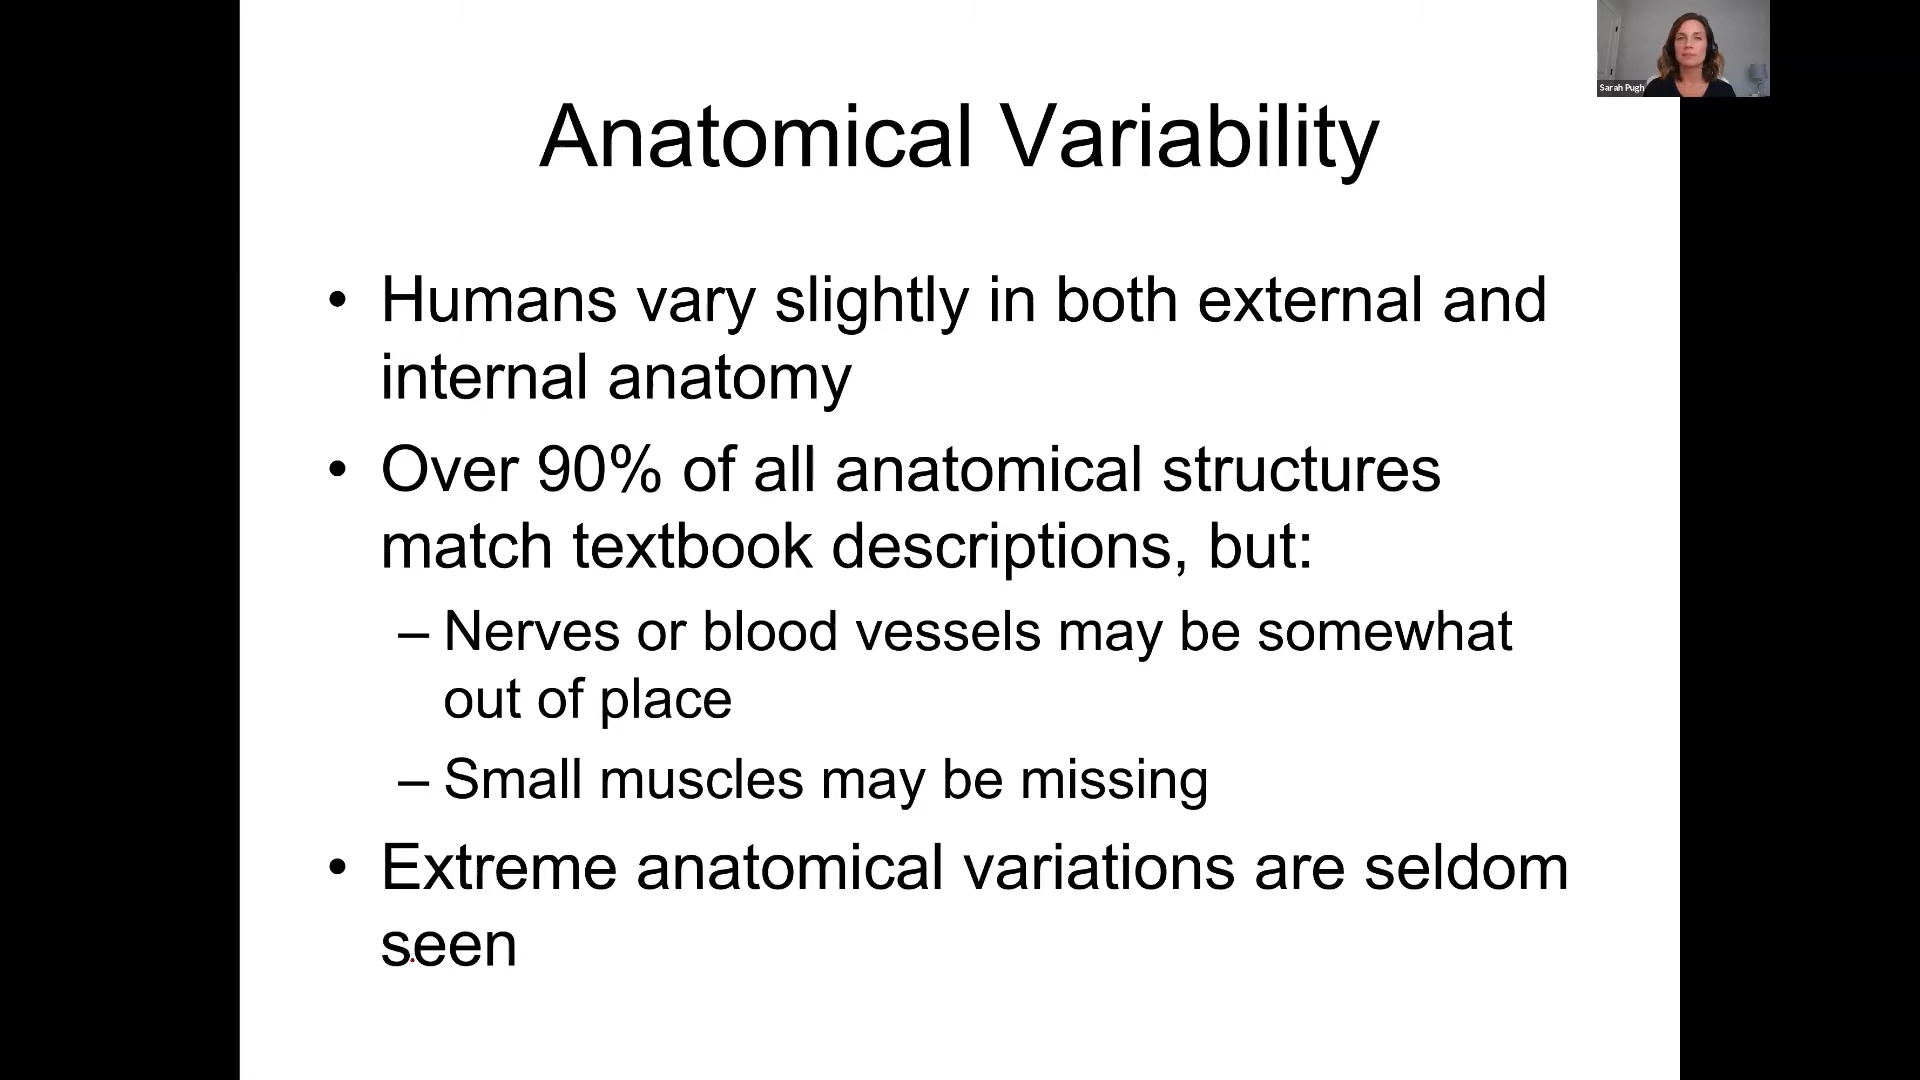 Sarah Pugh
Anatomical Variability
• Humans vary slightly in both external and
internal anatomy
• Over 90% of all anatomical structures
match textbook descriptions, but:
– Nerves or blood vessels may be somewhat
out of place
– Small muscles may be missing
• Extreme anatomical variations are seldom
seen